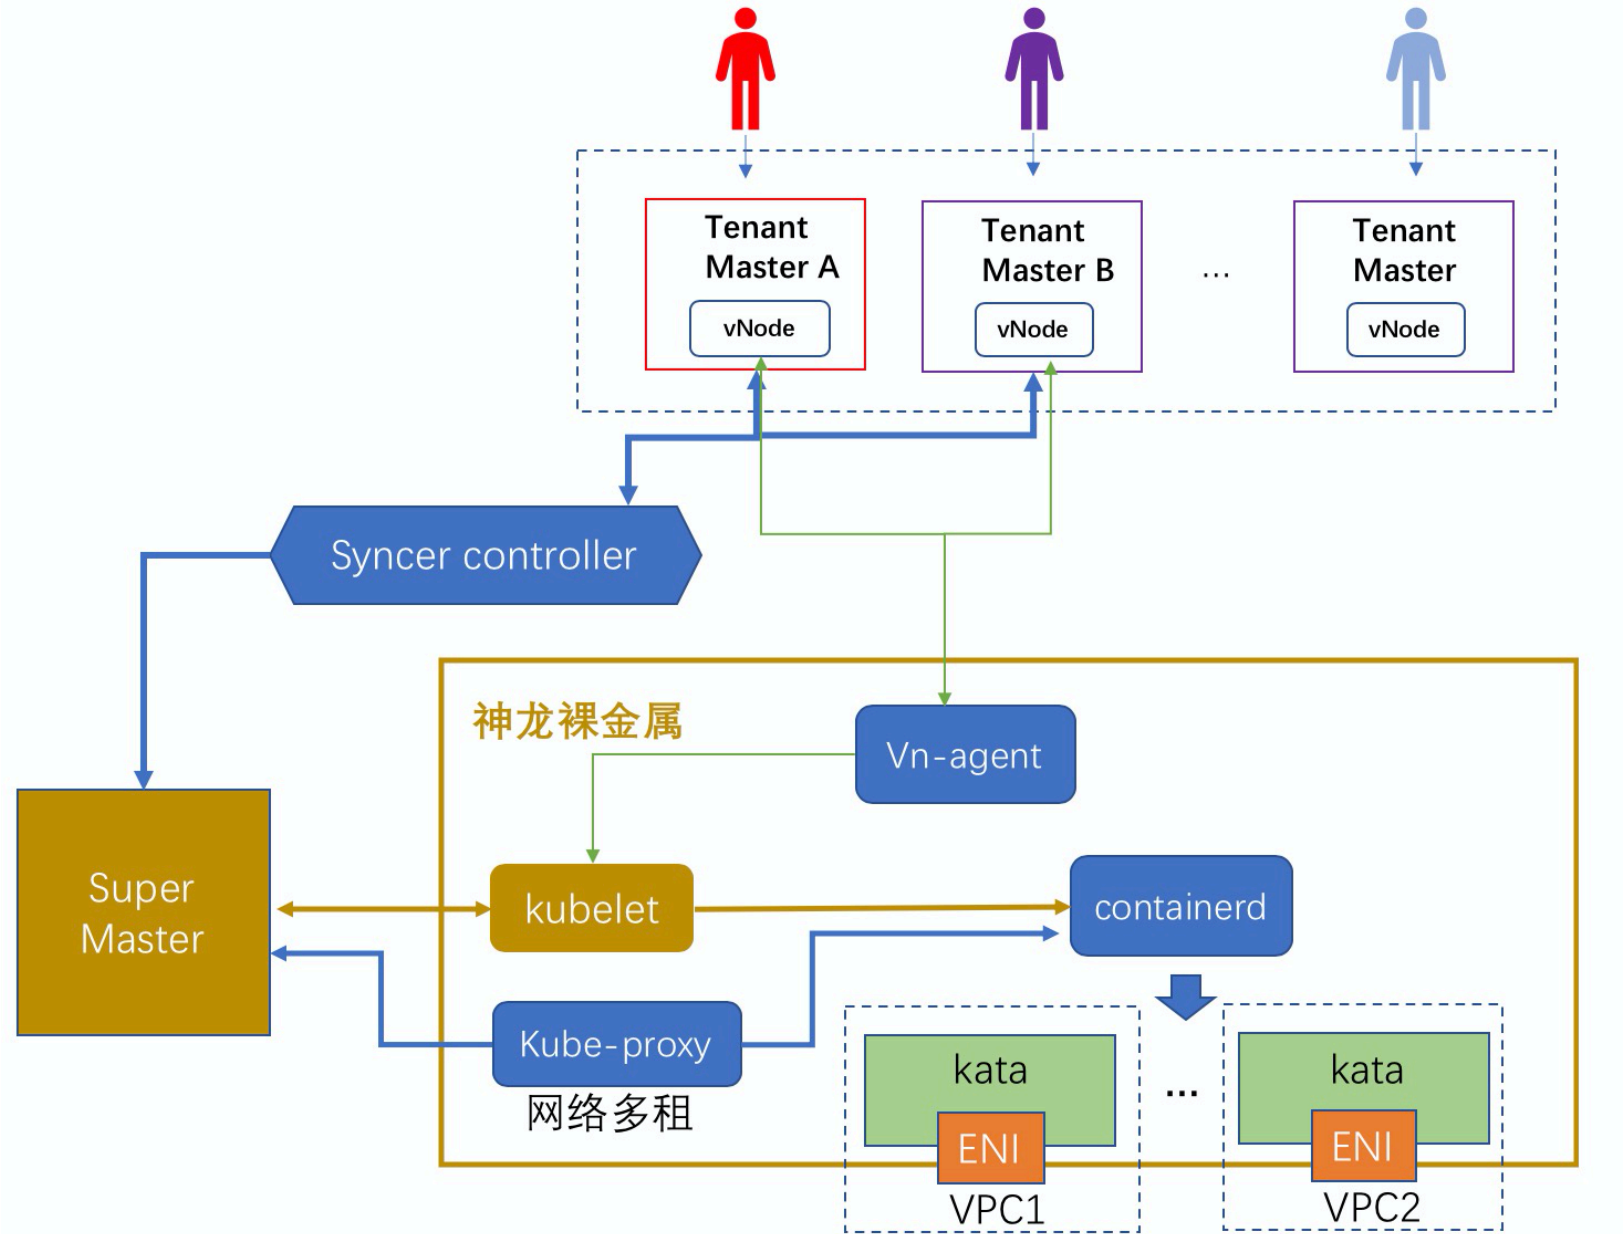 Tenant
Master A
vNode
Tenant
Master B
vNode
...
Tenant
Master
vNode
Syncer controller
神龙裸金属
Vn-agent
Super
Master
kubelet
containerd
Kube-proxy
网络多租
kata
ENI
VPC1
...
kata
ENI
VPC2